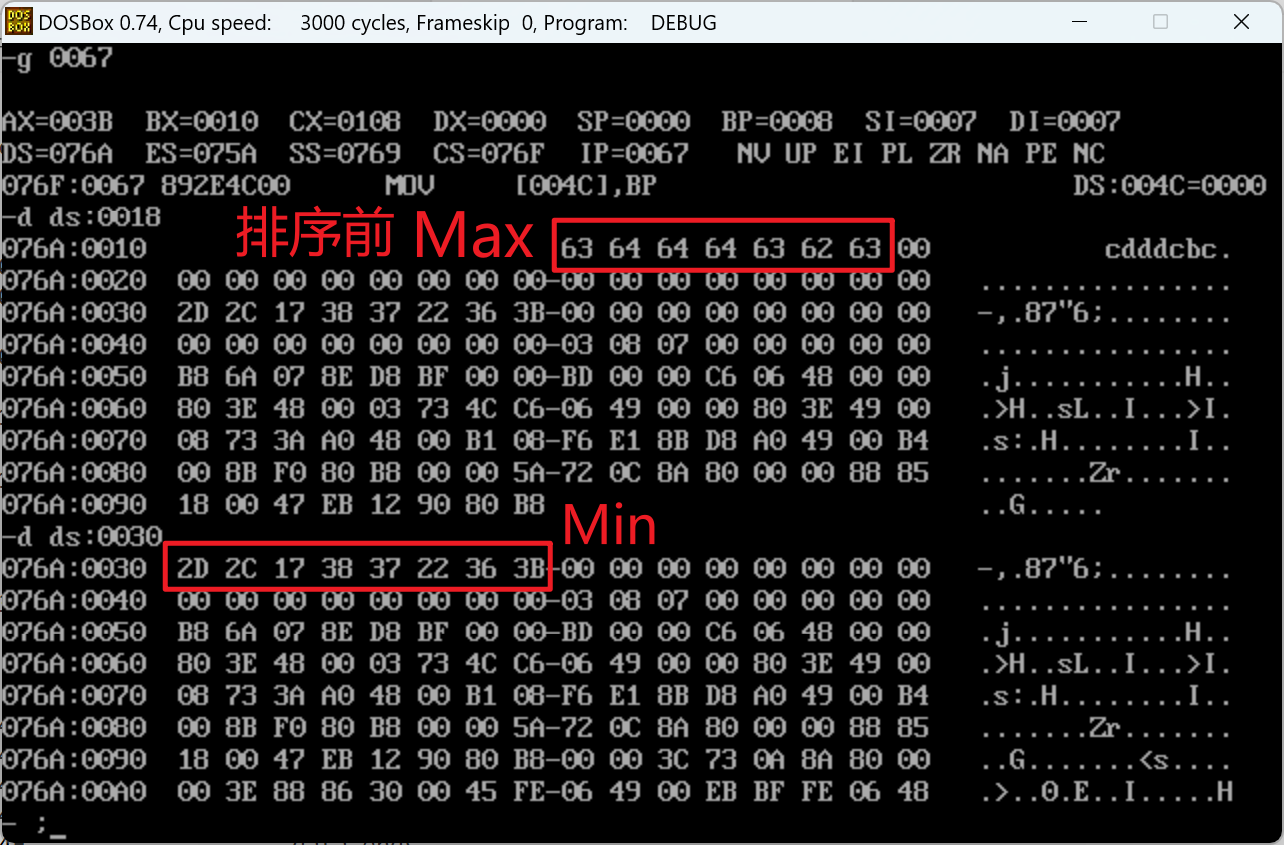 DOSBox 0.74, Cpu speed: 3000 cycles, Frameskip 0, Program: DEBUG
-g 0067
AX=003B BX=0010 CX=0108 DX=0000 SP=0000 BP=0008 SI=0007 DI=0007
DS=076A ES=075A SS=0769 CS=076F IP=0067 NV UP EI PL ZR NA PE NC
076F:0067 892E4C00 MOV [004C],BP DS:004C=0000
-d ds:0018
排序前 Max
076A:0010 63 64 64 64 63 62 63 00 cdddcbc.
076A:0020 00 00 00 00 00 00 00 00-00 00 00 00 00 00 00 00 ................
076A:0030 2D 2C 17 38 37 22 36 3B-00 00 00 00 00 00 00 00 -,.87"6;........
076A:0040 00 00 00 00 00 00 00 00-03 08 07 00 00 00 00 00 ................
076A:0050 B8 6A 07 8E D8 BF 00 00-BD 00 00 C6 06 48 00 00 .j...........H..
076A:0060 80 3E 48 00 03 73 4C C6-06 49 00 00 80 3E 49 00 .>H..sL..I...>I.
076A:0070 08 73 3A A0 48 00 B1 08-F6 E1 8B D8 A0 49 00 B4 .s:.H........I..
076A:0080 00 8B F0 80 B8 00 00 5A-72 0C 8A 80 00 00 88 85 .......Zr.......
076A:0090 18 00 47 EB 12 90 80 B8 ..G.....
-d ds:0030
Min
076A:0030 2D 2C 17 38 37 22 36 3B-00 00 00 00 00 00 00 00 -,.87"6;........
076A:0040 00 00 00 00 00 00 00 00-03 08 07 00 00 00 00 00 ................
076A:0050 B8 6A 07 8E D8 BF 00 00-BD 00 00 C6 06 48 00 00 .j...........H..
076A:0060 80 3E 48 00 03 73 4C C6-06 49 00 00 80 3E 49 00 .>H..sL..I...>I.
076A:0070 08 73 3A A0 48 00 B1 08-F6 E1 8B D8 A0 49 00 B4 .s:.H........I..
076A:0080 00 8B F0 80 B8 00 00 5A-72 0C 8A 80 00 00 88 85 .......Zr.......
076A:0090 18 00 47 EB 12 90 80 B8-00 00 3C 73 0A 8A 80 00 ..G.......<s....
076A:00A0 00 3E 88 86 30 00 45 FE-06 49 00 EB BF FE 06 48 .>..0.E..I.....H
- ;_